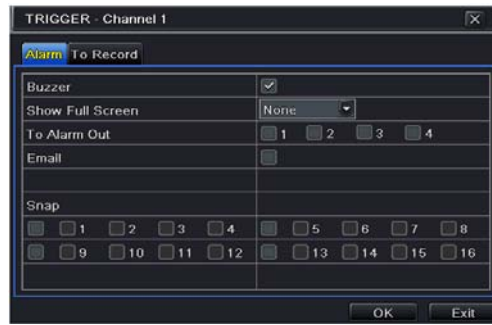 TRIGGER - Channel 1
Alarm To Record
Buzzer
Show Full Screen None
To Alarm Out 1 2 3 4
Email
Snap
1 2 3 4 5 6 7 8
9 10 11 12 13 14 15 16
OK Exit